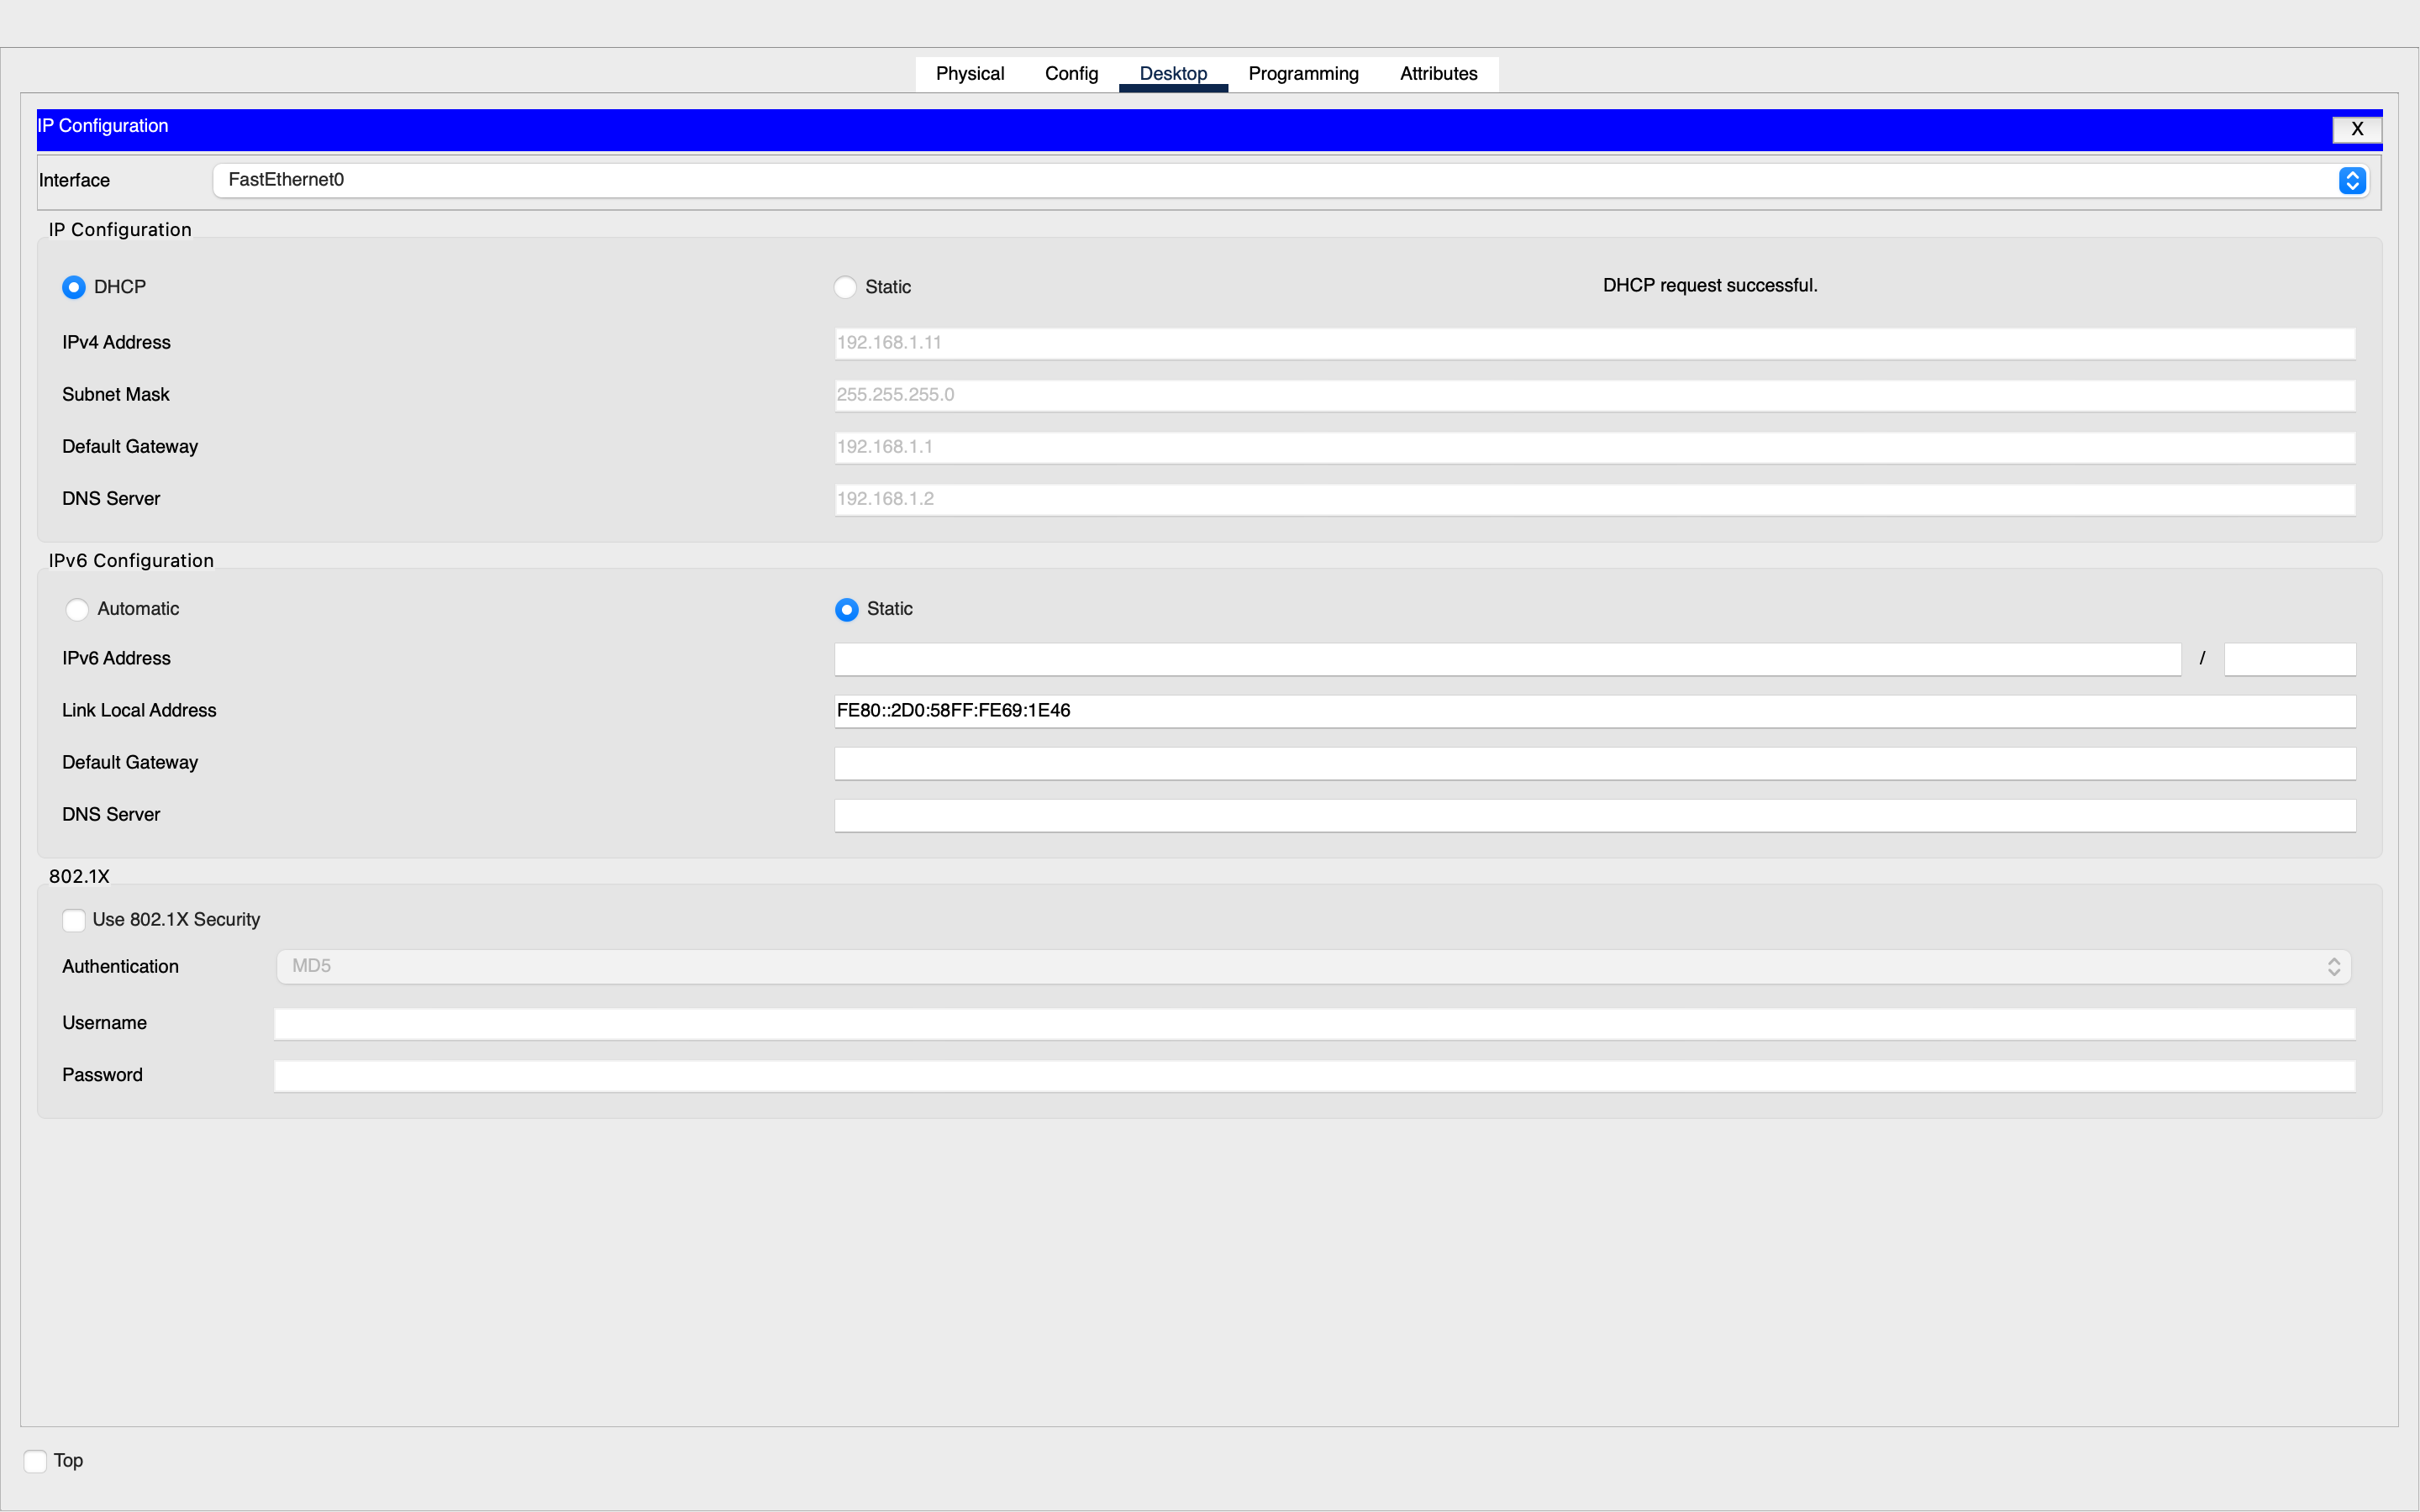 Physical Config Desktop Programming Attributes
IP Configuration X
Interface FastEthernet0
IP Configuration
DHCP Static DHCP request successful.
IPv4 Address 192.168.1.11
Subnet Mask 255.255.255.0
Default Gateway 192.168.1.1
DNS Server 192.168.1.2
IPv6 Configuration
Automatic Static
IPv6 Address /
Link Local Address FE80::2D0:58FF:FE69:1E46
Default Gateway
DNS Server
802.1X
Use 802.1X Security
Authentication MD5
Username
Password
Top